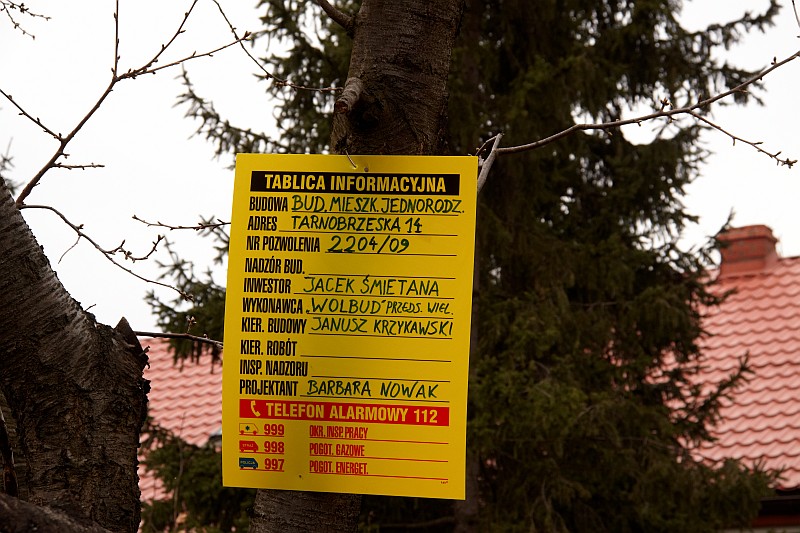 TABLICA INFORMACYJNA
BUDOWA BUD. MIESZK. JEDNORODZ.
ADRES TARNOBRZESKA 14
NR POZWOLENIA 2204/09
NADZÓR BUD.
INWESTOR JACEK ŚMIETANA
WYKONAWCA „WOLBUD" PRZEDS. WIEL.
KIER. BUDOWY JANUSZ KRZYKAWSKI
KIER. ROBÓT
INSP. NADZORU
PROJEKTANT BARBARA NOWAK
TELEFON ALARMOWY 112
999 OKR. INSP. PRACY
998 POGOT. GAZOWE
997 POGOT. ENERGET.